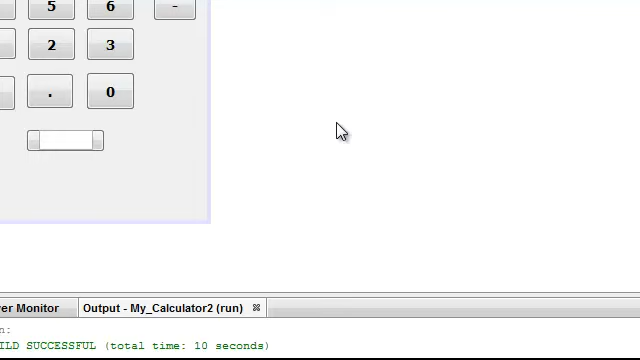 5 6 -
2 3
. 0
er Monitor Output - My_Calculator2 (run)
n:
ILD SUCCESSFUL (total time: 10 seconds)